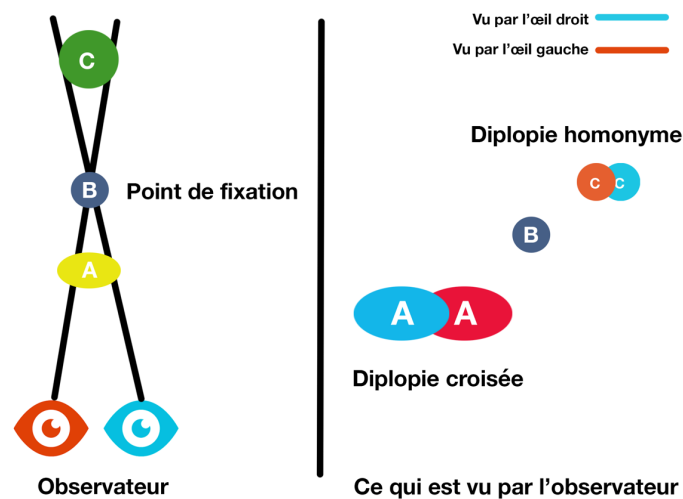 Vu par l'œil droit
Vu par l'œil gauche
C
B
Point de fixation
A
Observateur
Diplopie homonyme
C C
B
A A
Diplopie croisée
Ce qui est vu par l'observateur